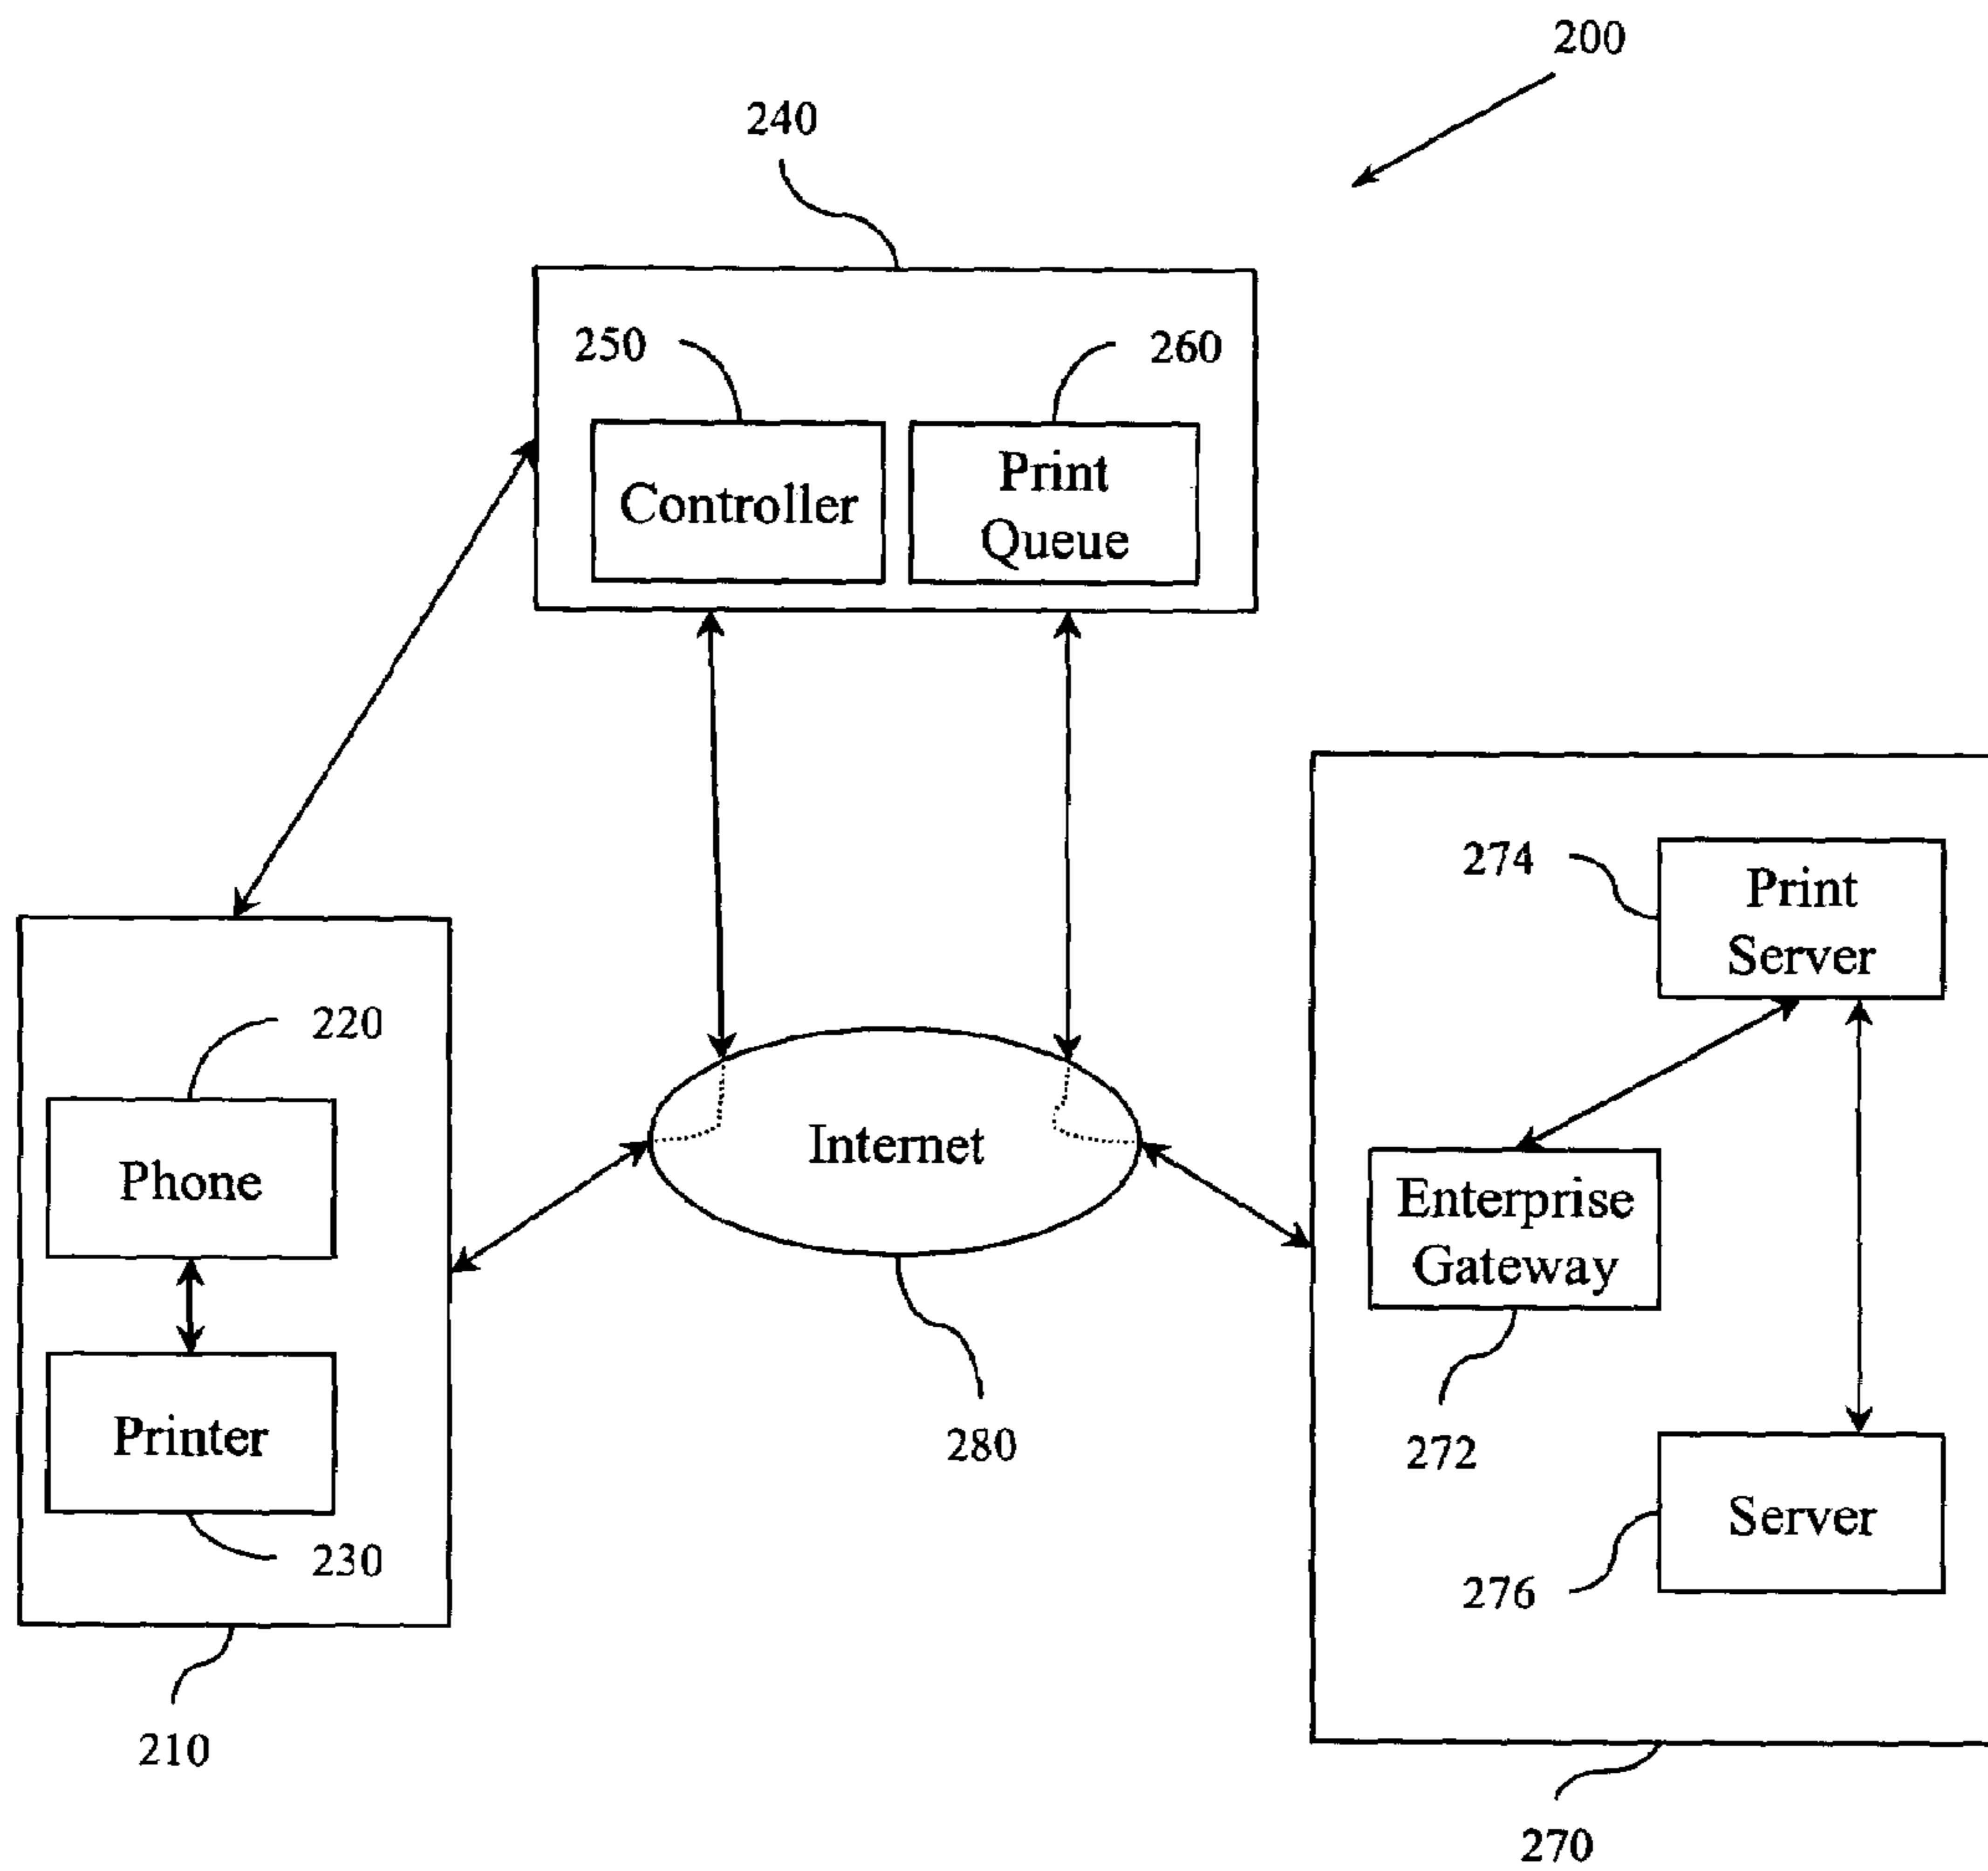 200
240
250
260
Controller
Print
Queue
274
Print
Server
220
Phone
Internet
Enterprise
Gateway
Printer
280
272
Server
230
276
210
270